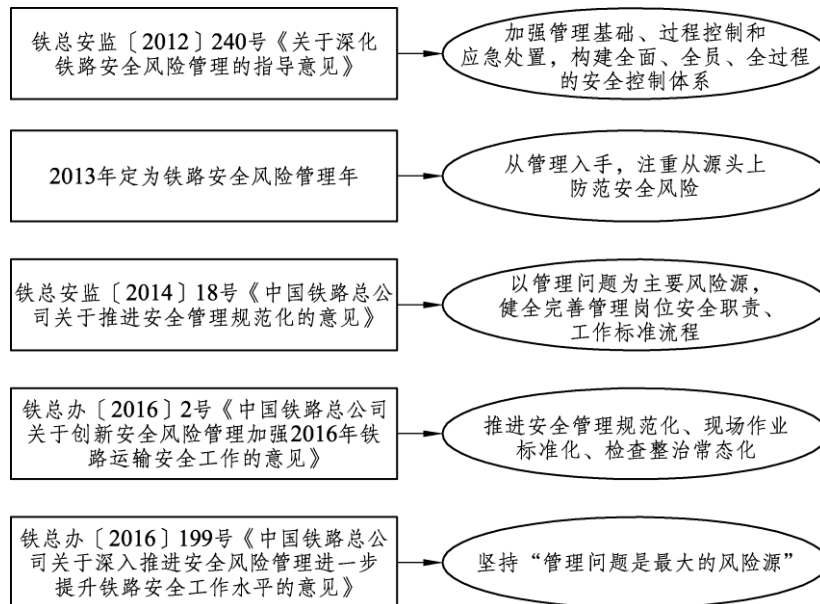 铁总安监〔2012〕240号《关于深化
铁路安全风险管理的指导意见》
加强管理基础、过程控制和
应急处置，构建全面、全员、全过程
的安全控制体系
2013年定为铁路安全风险管理年
从管理入手，注重从源头上
防范安全风险
铁总安监〔2014〕18号《中国铁路总公
司关于推进安全管理规范化的意见》
以管理问题为主要风险源，
健全完善管理岗位安全职责、
工作标准流程
铁总办〔2016〕2号《中国铁路总公司
关于创新安全风险管理加强2016年铁
路运输安全工作的意见》
推进安全管理规范化、现场作业
标准化、检查整治常态化
铁总办〔2016〕199号《中国铁路总公
司关于深入推进安全风险管理进一步
提升铁路安全工作水平的意见》
坚持“管理问题是最大的风险源”